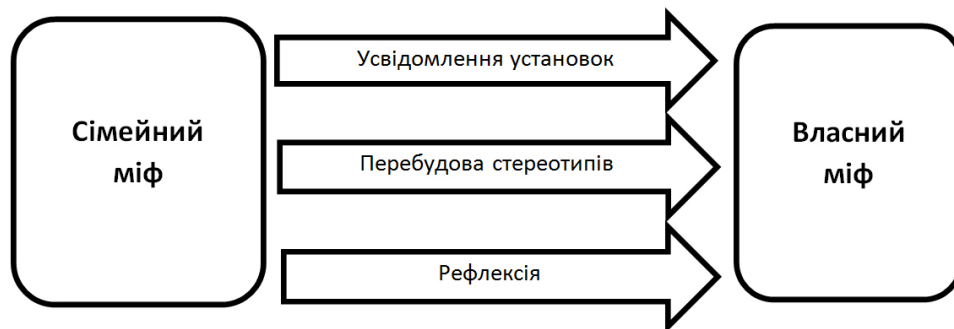 Сімейний
міф
Усвідомлення установок
Перебудова стереотипів
Рефлексія
Власний
міф